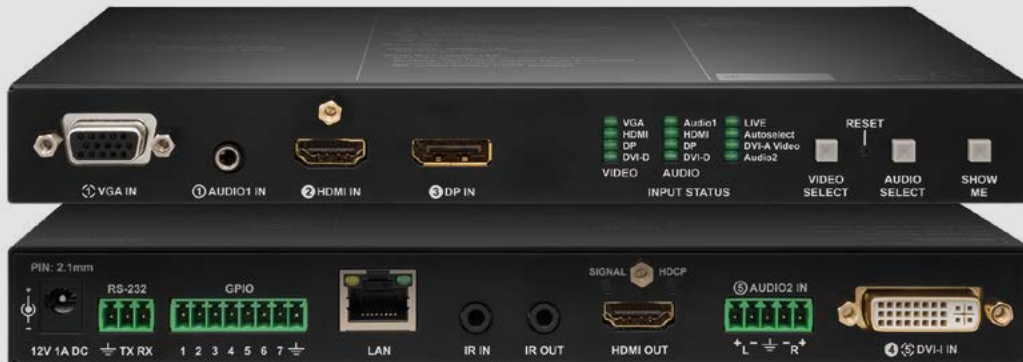 VGA Audio1 LIVE
HDMI HDMI Autoselect
DP DP DVI-A Video
DVI-D DVI-D Audio2
VIDEO AUDIO
INPUT STATUS
RESET
VIDEO SELECT
AUDIO SELECT
SHOW ME
① VGA IN
① AUDIO1 IN
② HDMI IN
③ DP IN
PIN: 2.1mm
+
-
12V 1A DC
RS-232
⏚ TX RX
GPIO
1 2 3 4 5 6 7 ⏚
LAN
IR IN
IR OUT
SIGNAL HDCP
HDMI OUT
⑤ AUDIO2 IN
+L- ⏚ -R+
④⑤ DVI-I IN